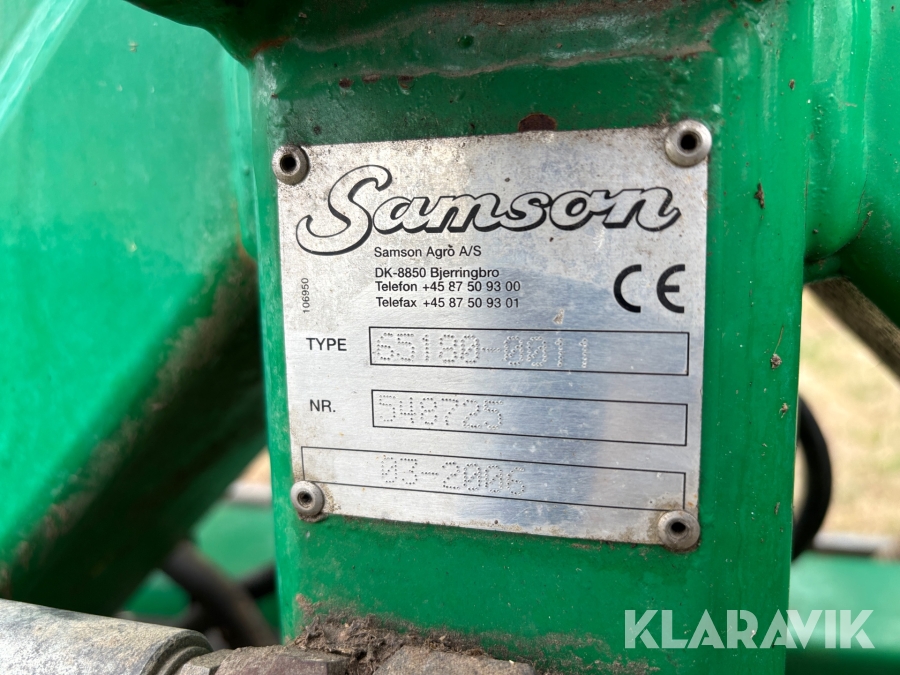 Samson
Samson Agro A/S
DK-8850 Bjerringbro
Telefon +45 87 50 93 00
Telefax +45 87 50 93 01
106950
CE
TYPE 65180-0011
NR. 548725
03-2006
KLARAVIK